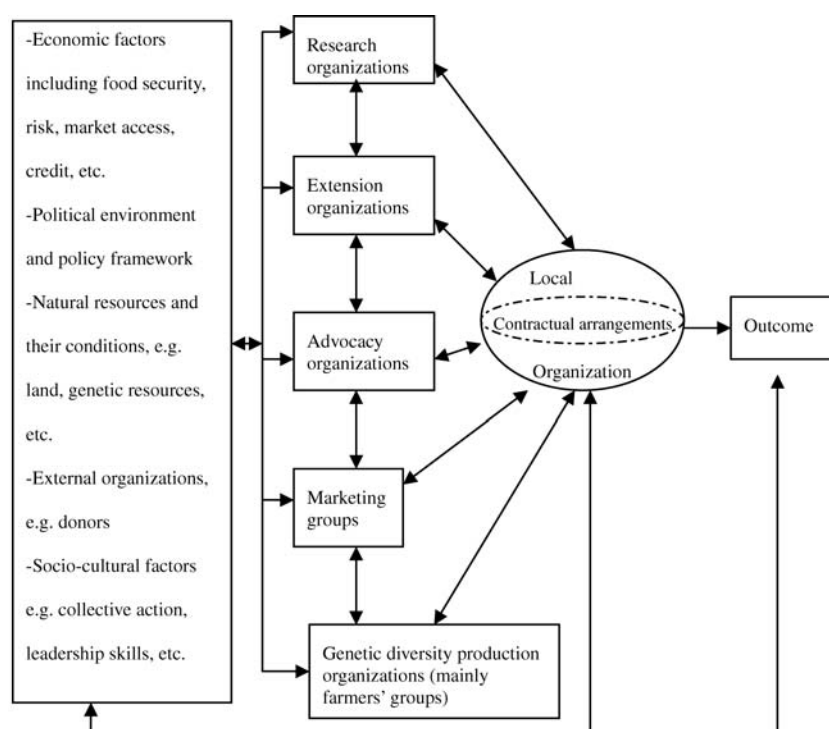 -Economic factors
including food security,
risk, market access,
credit, etc.
-Political environment
and policy framework
-Natural resources and
their conditions, e.g.
land, genetic resources,
etc.
-External organizations,
e.g. donors
-Socio-cultural factors
e.g. collective action,
leadership skills, etc.
Research
organizations
Extension
organizations
Advocacy
organizations
Marketing
groups
Genetic diversity production
organizations (mainly
farmers’ groups)
Local
Contractual arrangements
Organization
Outcome